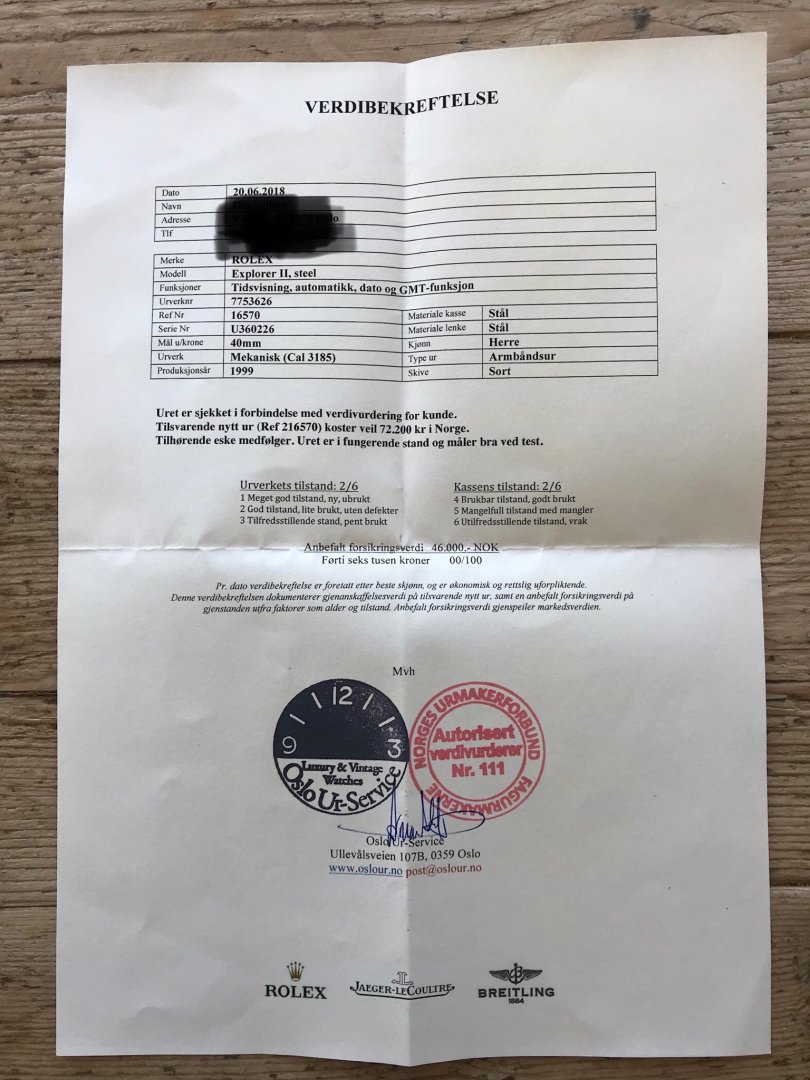 VERDIBEKREFTELSE
Dato 20.06.2018
Navn
Adresse Oslo
Tlf
Merke ROLEX
Modell Explorer II, steel
Funksjoner Tidsvisning, automatikk, dato og GMT-funksjon
Urverknr 7753626
Ref Nr 16570 Materiale kasse Stål
Serie Nr U360226 Materiale lenke Stål
Mål u/krone 40mm Kjønn Herre
Urverk Mekanisk (Cal 3185) Type ur Armbåndsur
Produksjonsår 1999 Skive Sort
Uret er sjekket i forbindelse med verdivurdering for kunde.
Tilsvarende nytt ur (Ref 216570) koster veil 72.200 kr i Norge.
Tilhørende eske medfølger. Uret er i fungerende stand og måler bra ved test.
Urverkets tilstand: 2/6 Kassens tilstand: 2/6
1 Meget god tilstand, ny, ubrukt 4 Brukbar tilstand, godt brukt
2 God tilstand, lite brukt, uten defekter 5 Mangelfull tilstand med mangler
3 Tilfredsstillende stand, pent brukt 6 Utilfredsstillende tilstand, vrak
Anbefalt forsikringsverdi 46.000,- NOK
Førti seks tusen kroner 00/100
Pr. dato verdibekreftelse er foretatt etter beste skjønn, og er økonomisk og rettslig uforpliktende.
Denne verdibekreftelsen dokumenterer gjenanskaffelsesverdi på tilsvarende nytt ur, samt en anbefalt forsikringsverdi på
gjenstanden utfra faktorer som alder og tilstand. Anbefalt forsikringsverdi gjenspeiler markedsverdien.
Mvh
12
9 3
Luxury & Vintage
Watches
Oslo Ur-Service
NORGES URMAKERFORBUND
Autorisert
verdivurderer
Nr. 111
FAGURMAKERNE
Oslo Ur-Service
Ullevålsveien 107B, 0359 Oslo
www.oslour.no post@oslour.no
ROLEX JAEGER-LECOULTRE BREITLING
1884